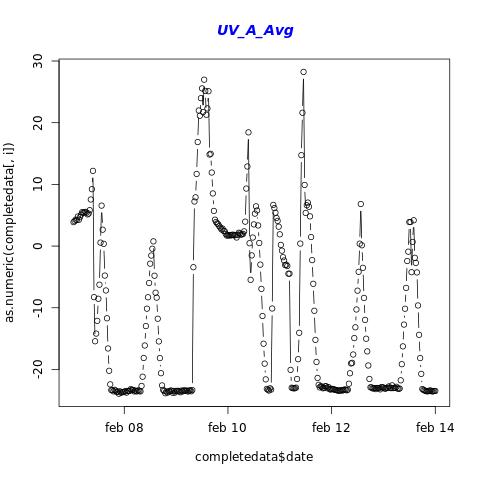 UV_A_Avg
as.numeric(completedata[, i])
30
20
10
0
-10
-20
feb 08
feb 10
feb 12
feb 14
completedata$date